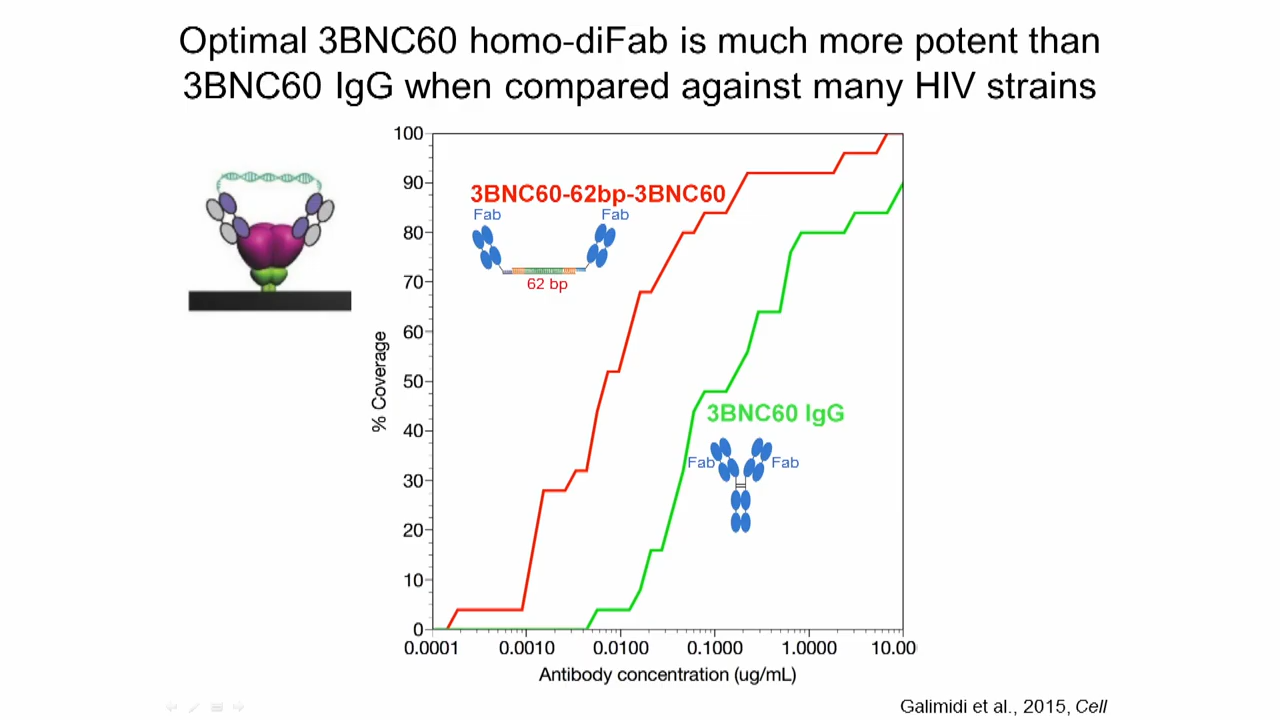 Optimal 3BNC60 homo-diFab is much more potent than
3BNC60 IgG when compared against many HIV strains
100
90
80
70
60
50
40
30
20
10
0
% Coverage
3BNC60-62bp-3BNC60
Fab Fab
62 bp
3BNC60 IgG
Fab Fab
0.0001 0.0010 0.0100 0.1000 1.0000 10.00
Antibody concentration (ug/mL)
Galimidi et al., 2015, Cell